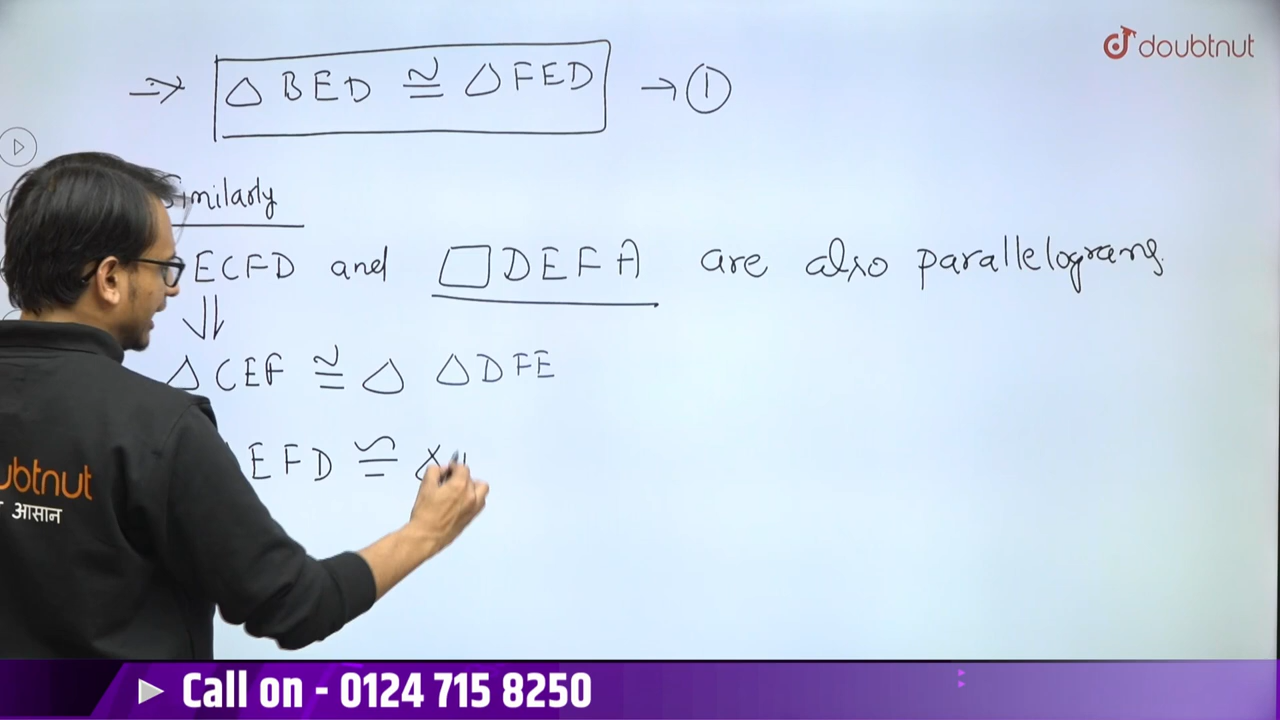 doubtnut
⇒ △BED ≅ △FED → ①
Similarly
ECFD and □DEFA are also parallelograms.
⇓
△CEF ≅ △ △DFE
EFD ≅ △
ubtnut
आसान
Call on - 0124 715 8250